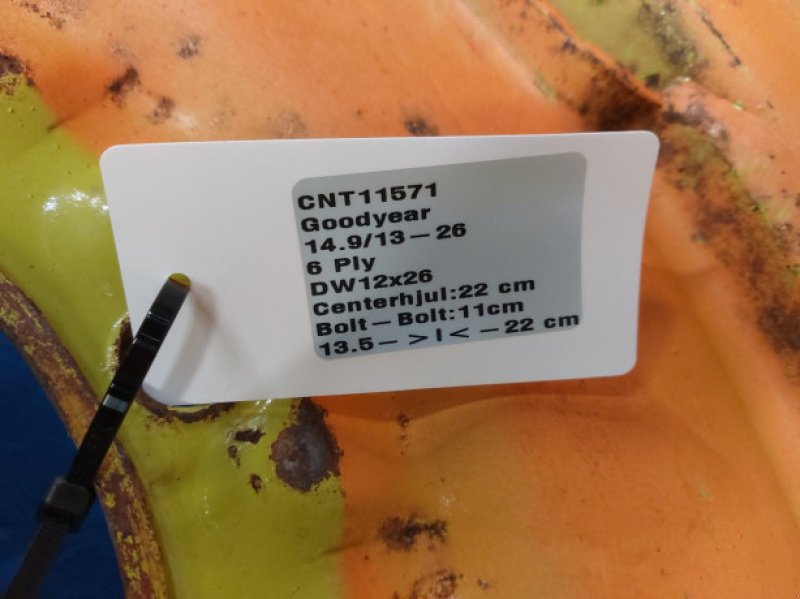 CNT11571
Goodyear
14.9/13-26
6 Ply
DW12x26
Centerhjul:22 cm
Bolt-Bolt:11cm
13.5- >|< -22 cm